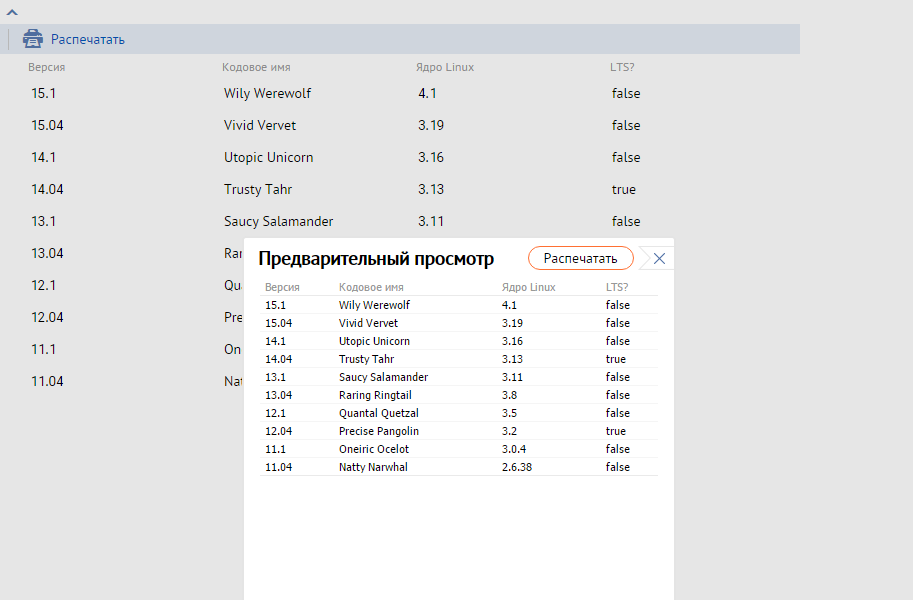 Распечатать
Версия Кодовое имя Ядро Linux LTS?
15.1 Wily Werewolf 4.1 false
15.04 Vivid Vervet 3.19 false
14.1 Utopic Unicorn 3.16 false
14.04 Trusty Tahr 3.13 true
13.1 Saucy Salamander 3.11 false
13.04 Rar
12.1 Qu
12.04 Pre
11.1 On
11.04 Nat
Предварительный просмотр Распечатать
Версия Кодовое имя Ядро Linux LTS?
15.1 Wily Werewolf 4.1 false
15.04 Vivid Vervet 3.19 false
14.1 Utopic Unicorn 3.16 false
14.04 Trusty Tahr 3.13 true
13.1 Saucy Salamander 3.11 false
13.04 Raring Ringtail 3.8 false
12.1 Quantal Quetzal 3.5 false
12.04 Precise Pangolin 3.2 true
11.1 Oneiric Ocelot 3.0.4 false
11.04 Natty Narwhal 2.6.38 false